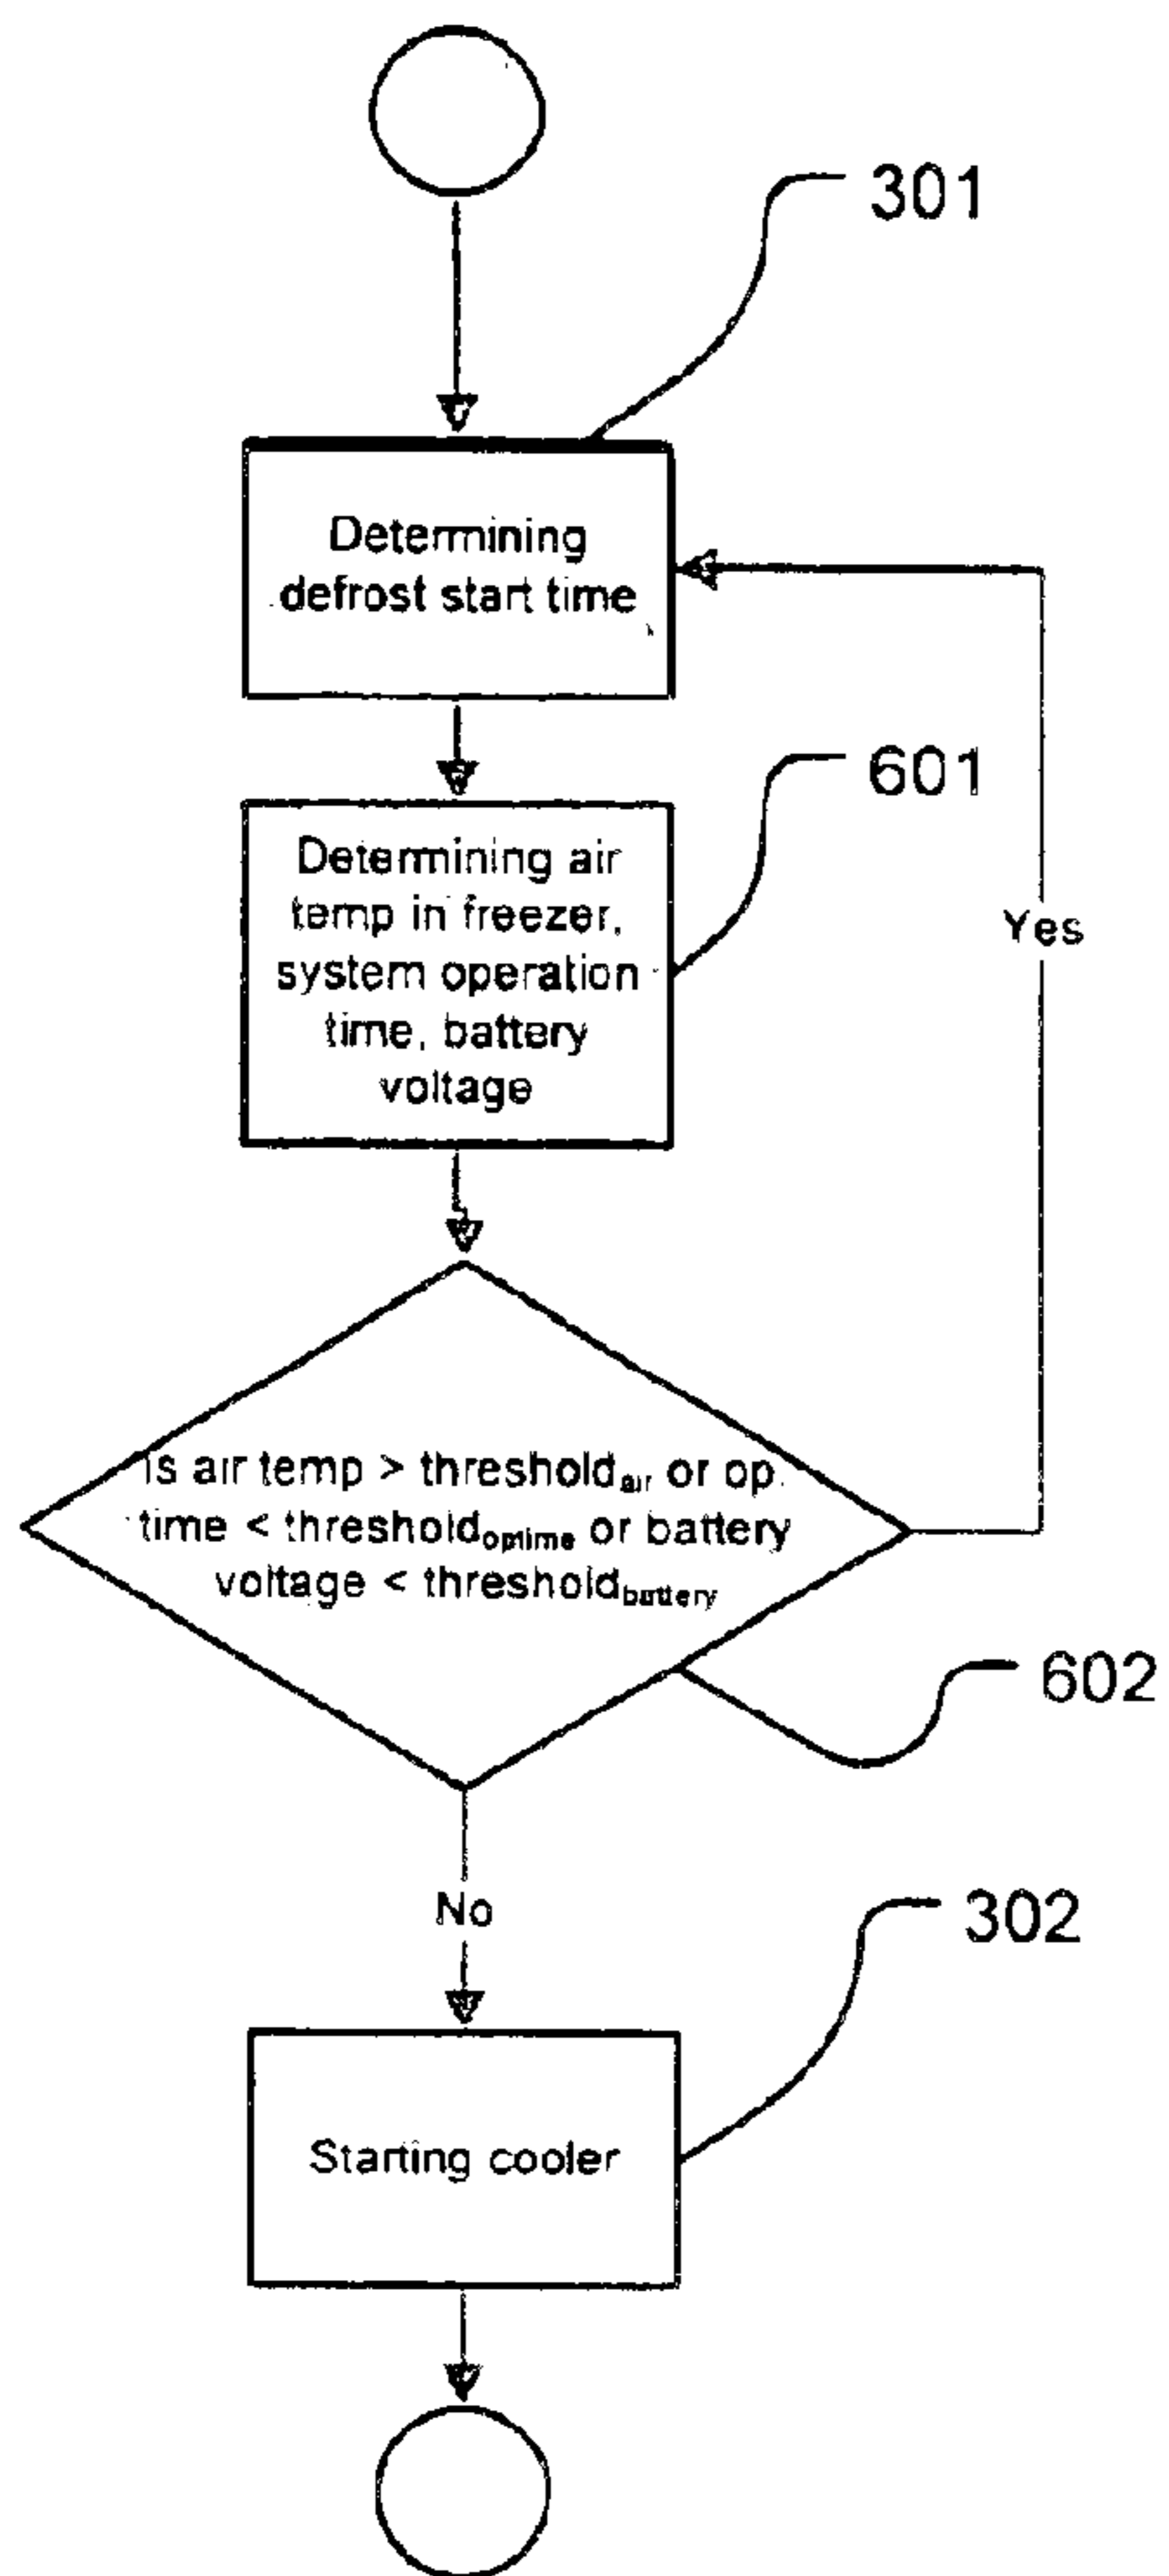 301
Determining
defrost start time
601
Determining air
temp in freezer,
system operation
time, battery
voltage
Yes
Is air temp > threshold_air or op.
time < threshold_optime or battery
voltage < threshold_battery
602
No
302
Starting cooler